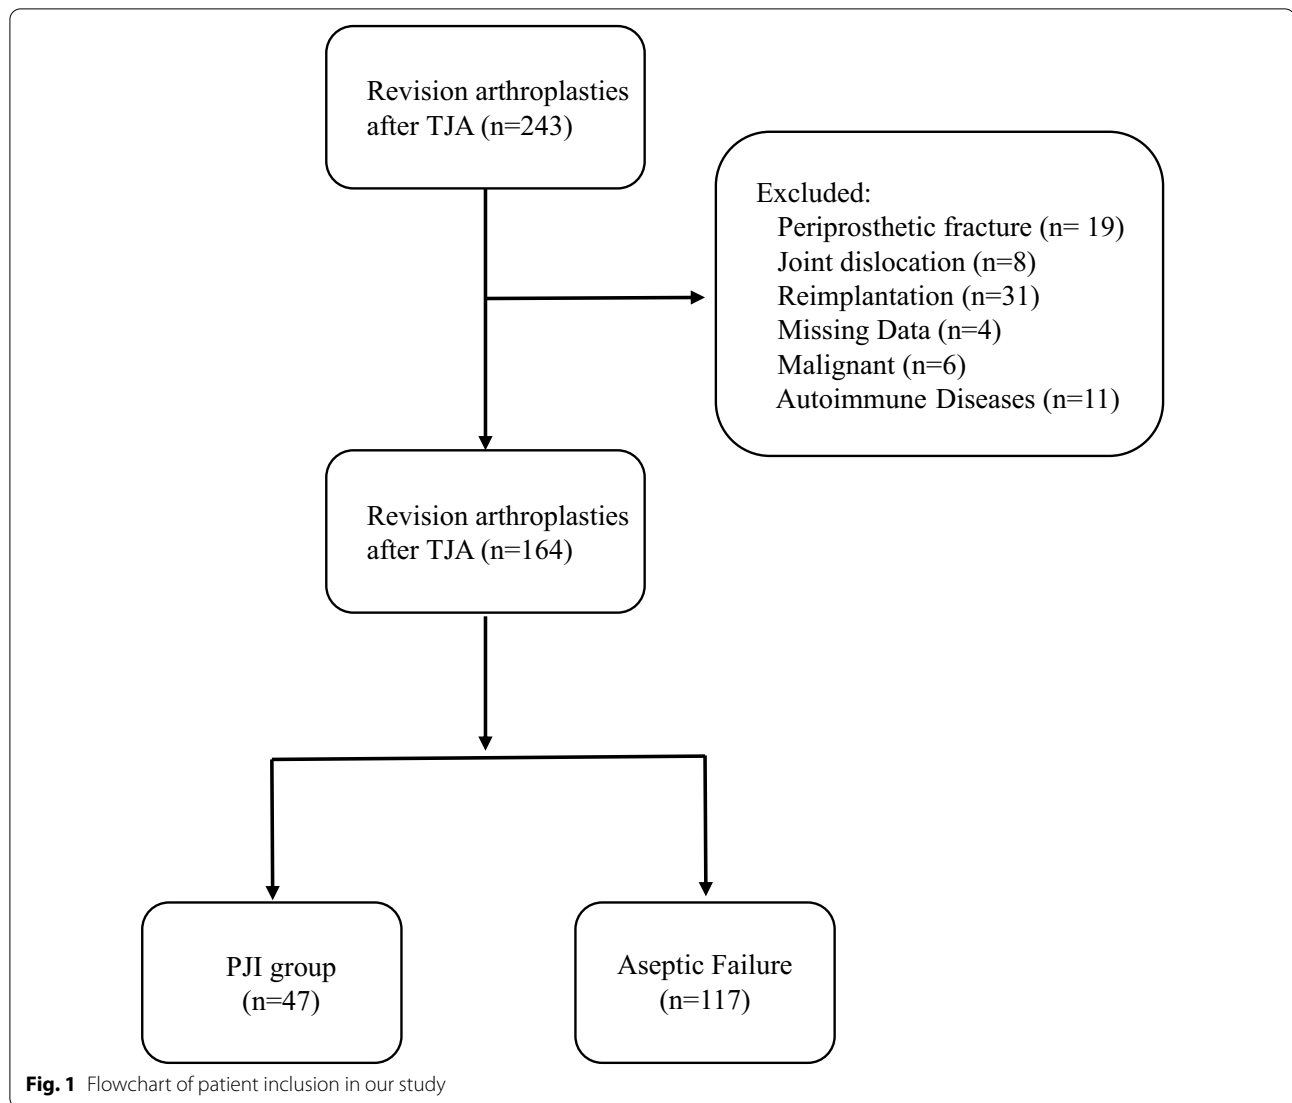 Revision arthroplasties
after TJA (n=243)
Excluded:
Periprosthetic fracture (n= 19)
Joint dislocation (n=8)
Reimplantation (n=31)
Missing Data (n=4)
Malignant (n=6)
Autoimmune Diseases (n=11)
Revision arthroplasties
after TJA (n=164)
PJI group
(n=47)
Aseptic Failure
(n=117)
Fig. 1 Flowchart of patient inclusion in our study